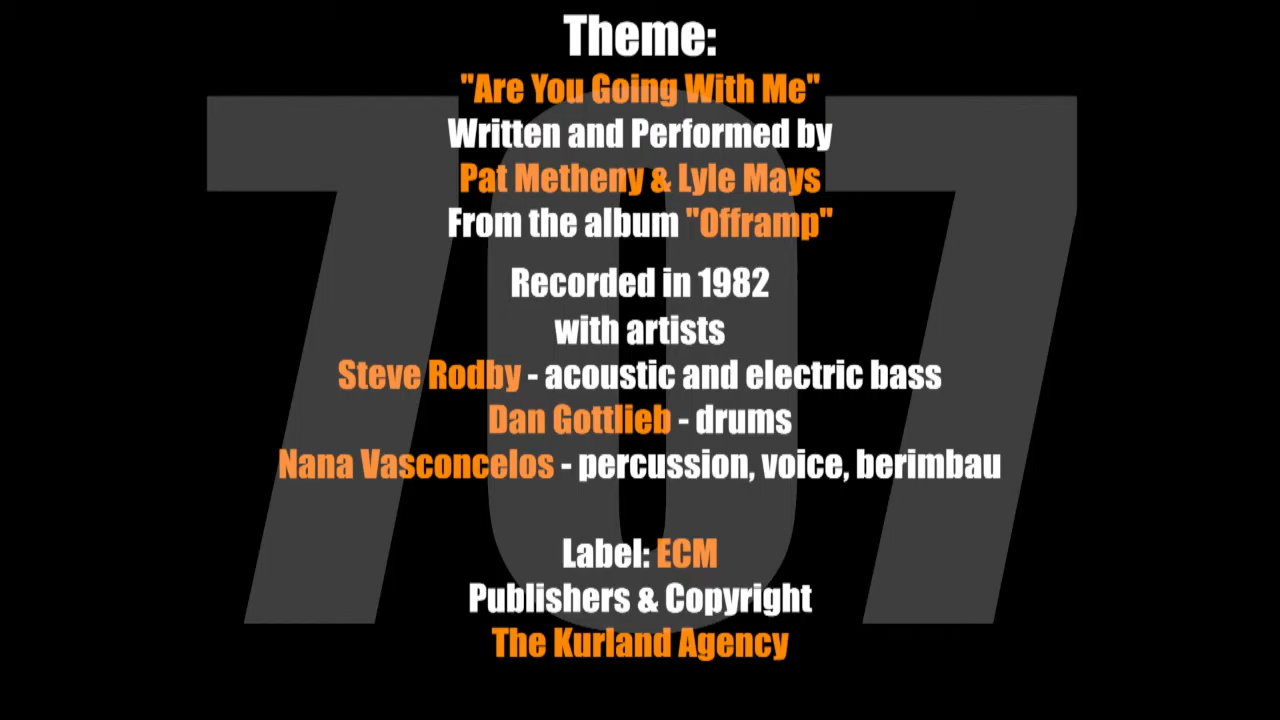 Theme:
"Are You Going With Me"
Written and Performed by
Pat Metheny & Lyle Mays
From the album "Offramp"
Recorded in 1982
with artists
Steve Rodby - acoustic and electric bass
Dan Gottlieb - drums
Nana Vasconcelos - percussion, voice, berimbau
Label: ECM
Publishers & Copyright
The Kurland Agency
707